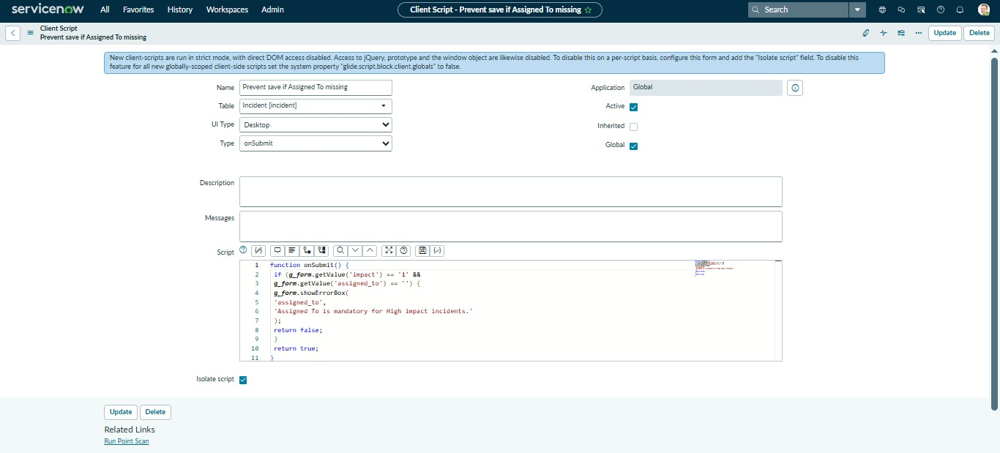 servicenow All Favorites History Workspaces Admin Client Script - Prevent save if Assigned To missing ☆ Search
Client Script
Prevent save if Assigned To missing
Update Delete
New client-scripts are run in strict mode, with direct DOM access disabled. Access to jQuery, prototype and the window object are likewise disabled. To disable this on a per-script basis, configure this form and add the "Isolate script" field. To disable this
feature for all new globally-scoped client-side scripts set the system property "glide.script.block.client.globals" to false.
Name Prevent save if Assigned To missing
Application Global
Table Incident [incident]
Active
UI Type Desktop
Inherited
Type onSubmit
Global
Description
Messages
Script
1 function onSubmit() {
2 if (g_form.getValue('impact') == '1' &&
3 g_form.getValue('assigned_to') == '') {
4 g_form.showErrorBox(
5 'assigned_to',
6 'Assigned To is mandatory for High impact incidents.'
7 );
8 return false;
9 }
10 return true;
11 }
Isolate script
Update Delete
Related Links
Run Point Scan